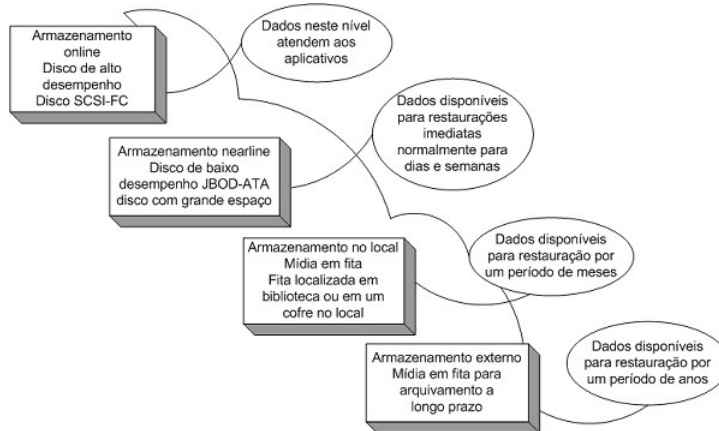 Armazenamento
online
Disco de alto
desempenho
Disco SCSI-FC
Dados neste nível
atendem aos
aplicativos
Armazenamento nearline
Disco de baixo
desempenho JBOD-ATA
disco com grande espaço
Dados disponíveis
para restaurações
imediatas
normalmente para
dias e semanas
Armazenamento no local
Mídia em fita
Fita localizada em
biblioteca ou em um
cofre no local
Dados disponíveis
para restauração por
um período de meses
Armazenamento externo
Mídia em fita para
arquivamento a
longo prazo
Dados disponíveis
para restauração por
um período de anos